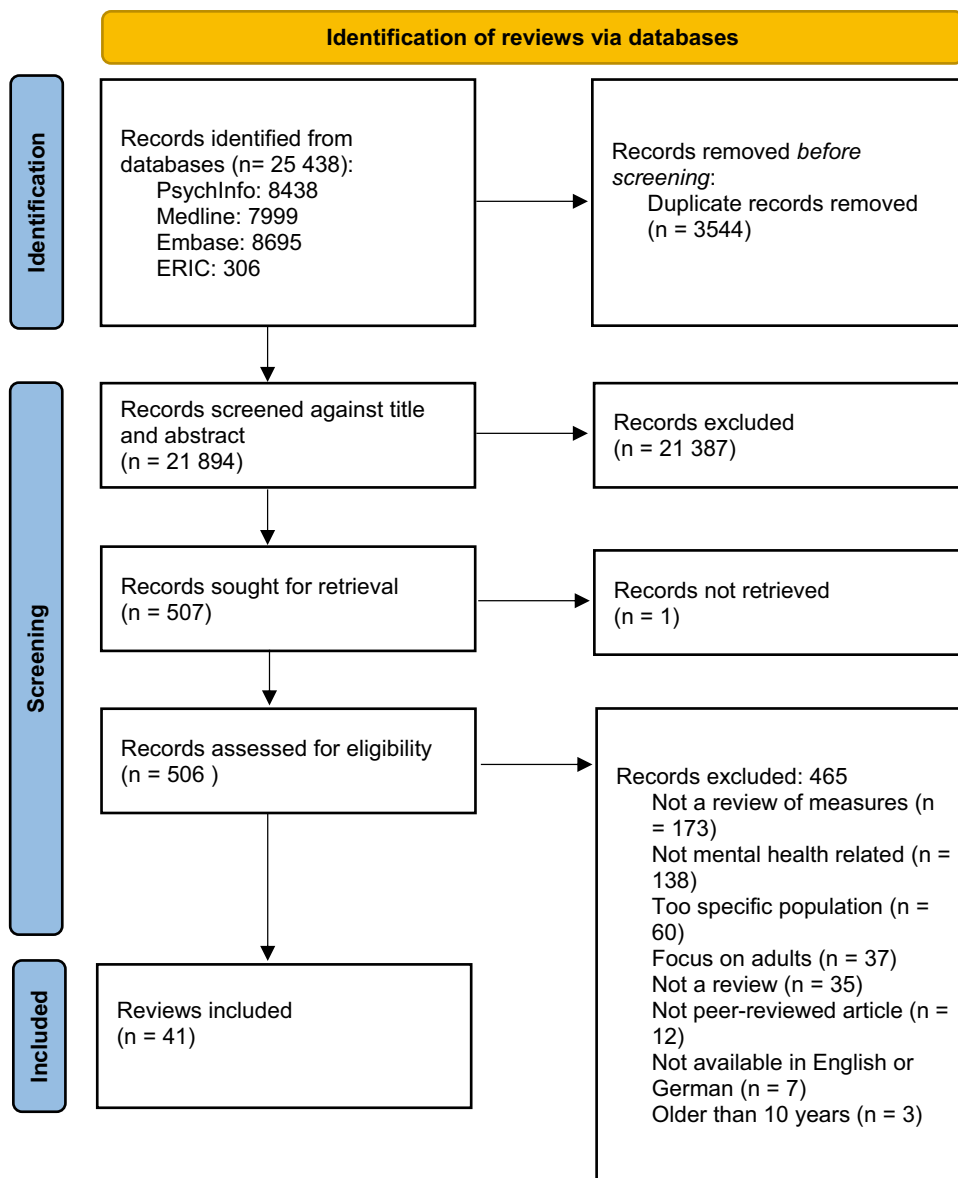 Identification of reviews via databases
Identification
Records identified from
databases (n= 25 438):
PsychInfo: 8438
Medline: 7999
Embase: 8695
ERIC: 306
Records removed before
screening:
Duplicate records removed
(n = 3544)
Screening
Records screened against title
and abstract
(n = 21 894)
Records excluded
(n = 21 387)
Records sought for retrieval
(n = 507)
Records not retrieved
(n = 1)
Records assessed for eligibility
(n = 506 )
Records excluded: 465
Not a review of measures (n
= 173)
Not mental health related (n =
138)
Too specific population (n =
60)
Focus on adults (n = 37)
Not a review (n = 35)
Not peer-reviewed article (n =
12)
Not available in English or
German (n = 7)
Older than 10 years (n = 3)
Included
Reviews included
(n = 41)